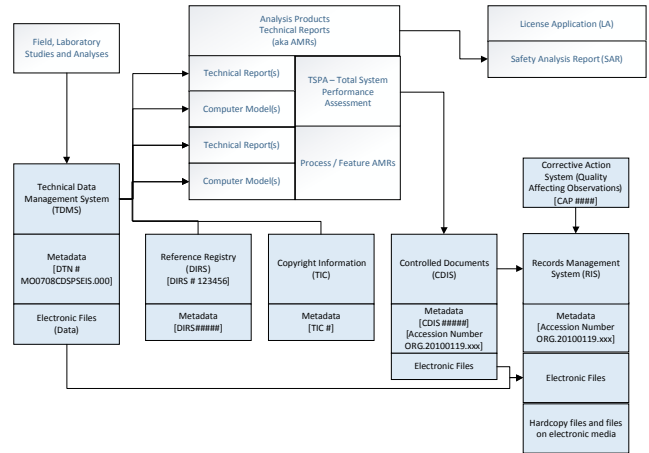 Field, Laboratory
Studies and Analyses
Analysis Products
Technical Reports
(aka AMRs)
License Application (LA)
Safety Analysis Report (SAR)
Technical Report(s)
Computer Model(s)
Technical Report(s)
Computer Model(s)
TSPA – Total System
Performance
Assessment
Process / Feature AMRs
Technical Data
Management System
(TDMS)
Metadata
[DTN #
MO0708CDSPSEIS.000]
Electronic Files
(Data)
Reference Registry
(DIRS)
[DIRS # 123456]
Metadata
[DIRS#####]
Copyright Information
(TIC)
Metadata
[TIC #]
Controlled Documents
(CDIS)
Metadata
[CDIS #####]
[Accession Number
ORG.20100119.xxx]
Electronic Files
Corrective Action
System (Quality
Affecting Observations)
[CAP ####]
Records Management
System (RIS)
Metadata
[Accession Number
ORG.20100119.xxx]
Electronic Files
Hardcopy files and files
on electronic media